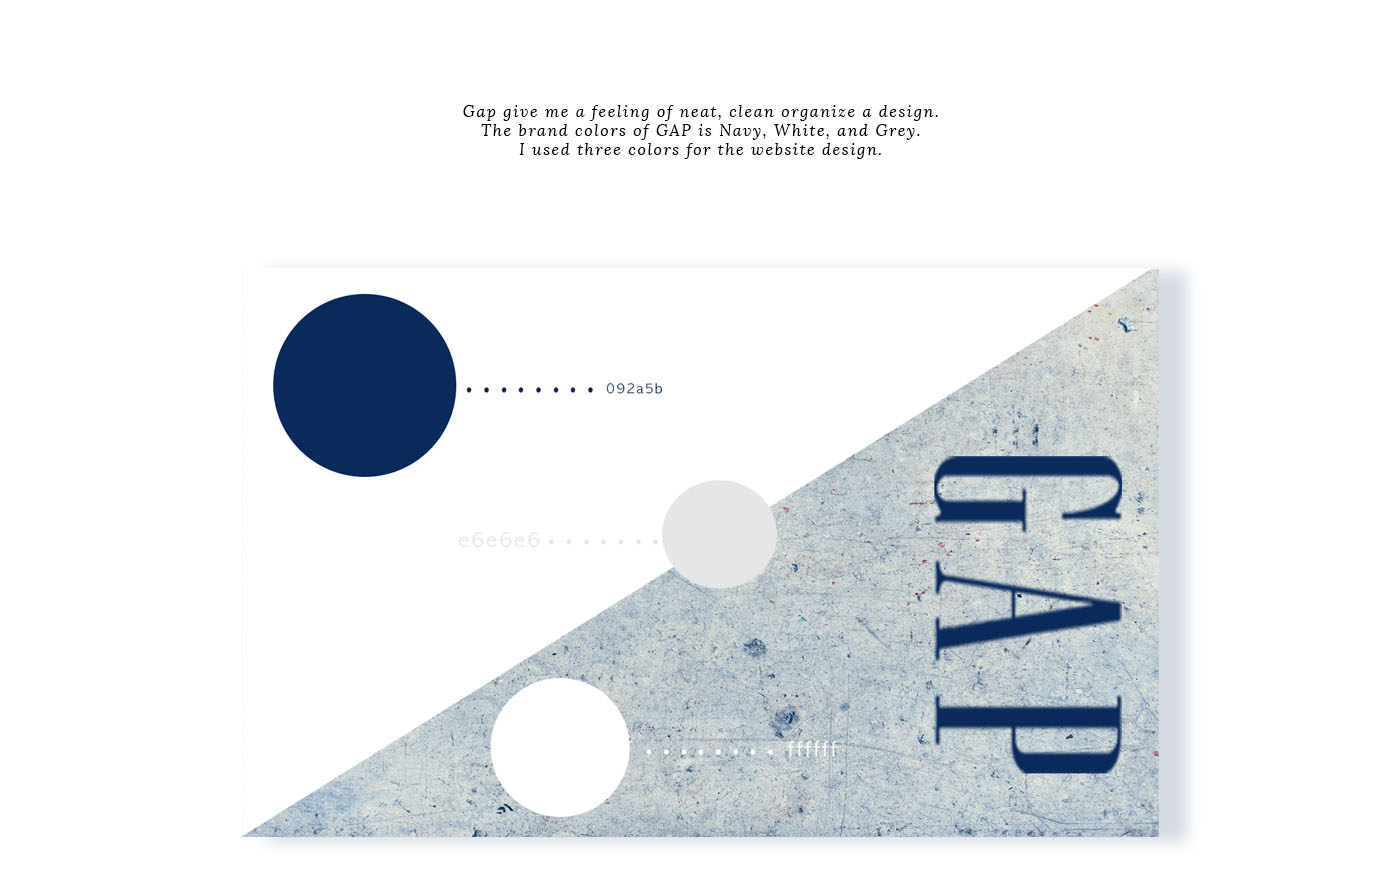 Gap give me a feeling of neat, clean organize a design.
The brand colors of GAP is Navy, White, and Grey.
I used three colors for the website design.
092a5b
e6e6e6
ffffff
GAP